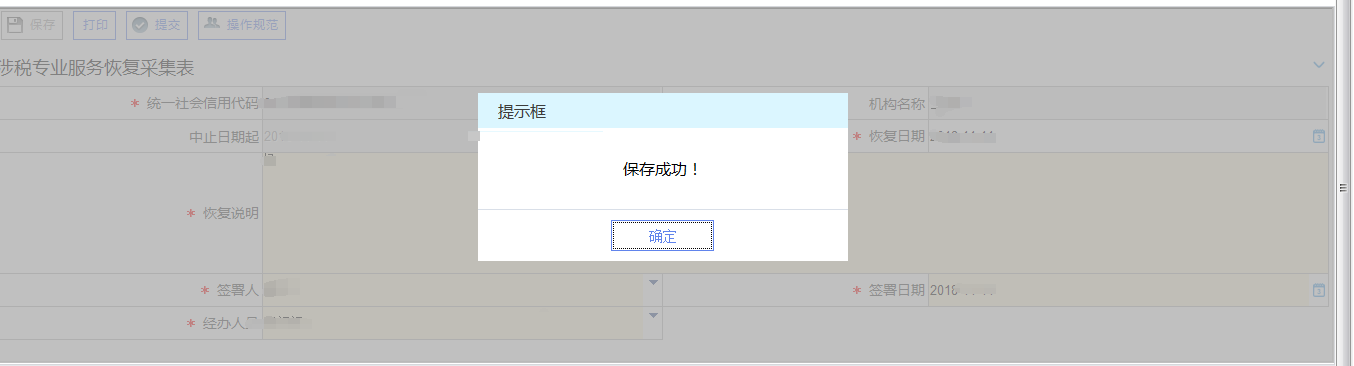 保存 打印 提交 操作规范
涉税专业服务恢复采集表
提示框
* 统一社会信用代码 机构名称
中止日期起 201 * 恢复日期
保存成功！
* 恢复说明
确定
* 签署人 * 签署日期 2018
* 经办人员